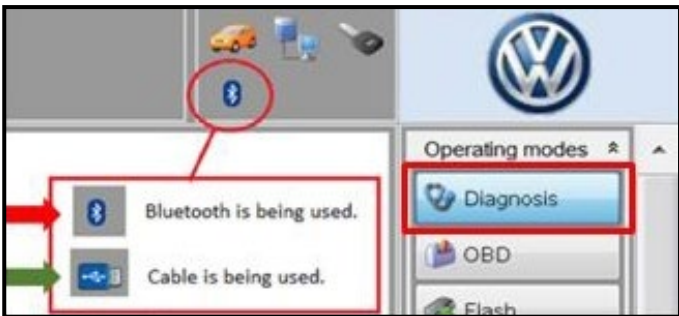 Operating modes
Diagnosis
Bluetooth is being used.
OBD
Cable is being used.
Flash